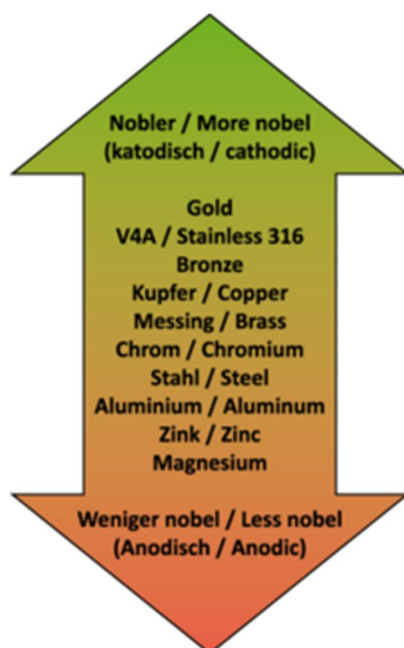 Nobler / More nobel
(katodisch / cathodic)
Gold
V4A / Stainless 316
Bronze
Kupfer / Copper
Messing / Brass
Chrom / Chromium
Stahl / Steel
Aluminium / Aluminum
Zink / Zinc
Magnesium
Weniger nobel / Less nobel
(Anodisch / Anodic)